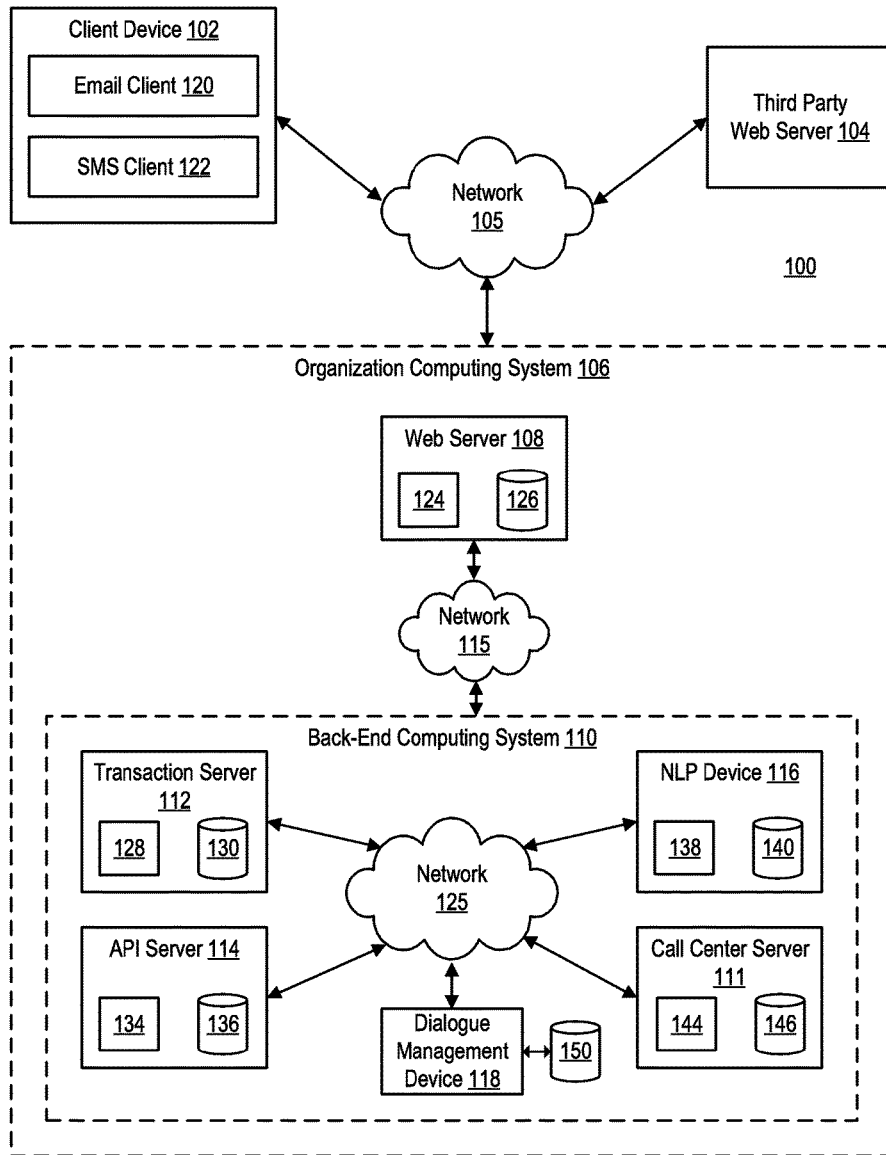 Client Device 102
Email Client 120
SMS Client 122
Third Party
Web Server 104
Network
105
100
Organization Computing System 106
Web Server 108
124
126
Network
115
Back-End Computing System 110
Transaction Server
112
128
130
NLP Device 116
138
140
Network
125
API Server 114
134
136
Call Center Server
111
144
146
Dialogue
Management
Device 118
150